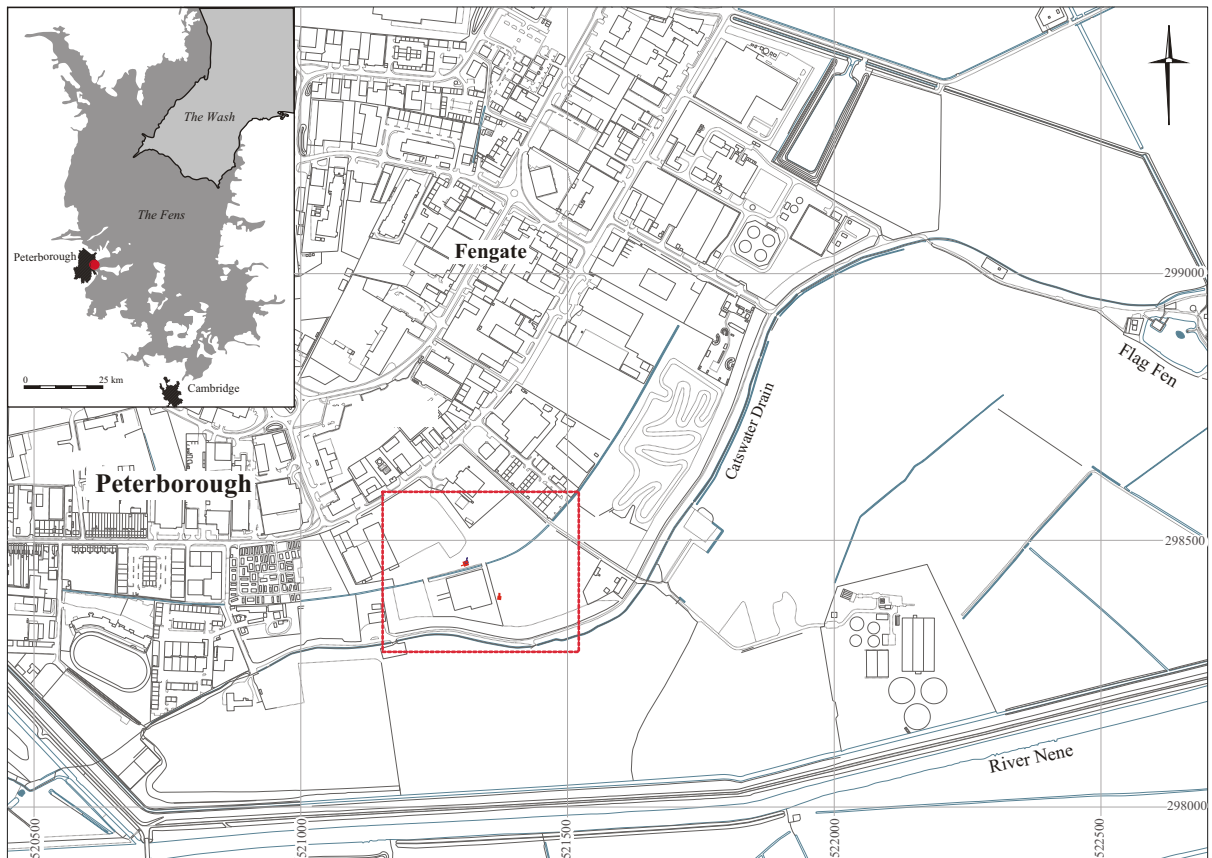 The Wash
The Fens
Peterborough
0 25 km
Cambridge
Fengate
299000
Flag Fen
Catswater Drain
Peterborough
298500
River Nene
298000
520500
521000
521500
522000
522500